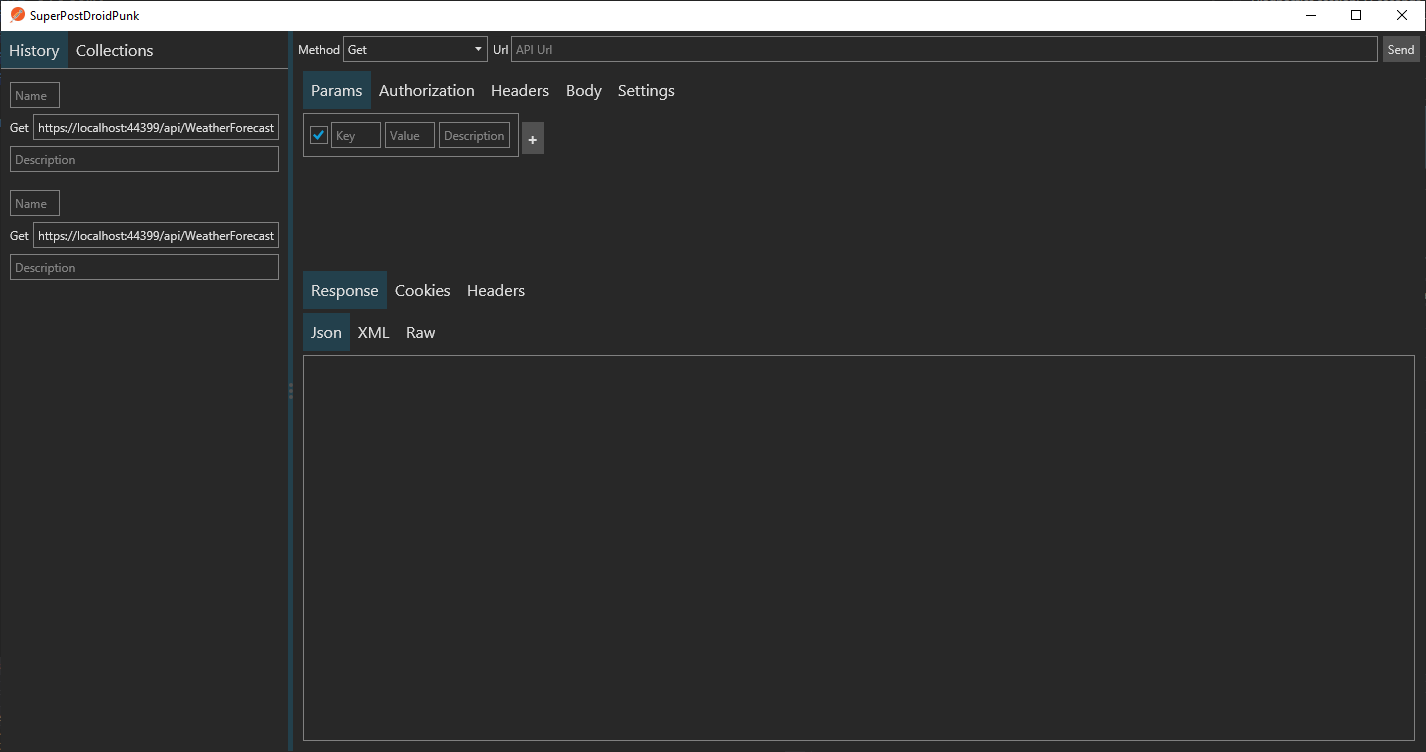 SuperPostDroidPunk
History Collections
Name
Get https://localhost:44399/api/WeatherForecast
Description
Name
Get https://localhost:44399/api/WeatherForecast
Description
Method Get Url API Url Send
Params Authorization Headers Body Settings
Key Value Description +
Response Cookies Headers
Json XML Raw